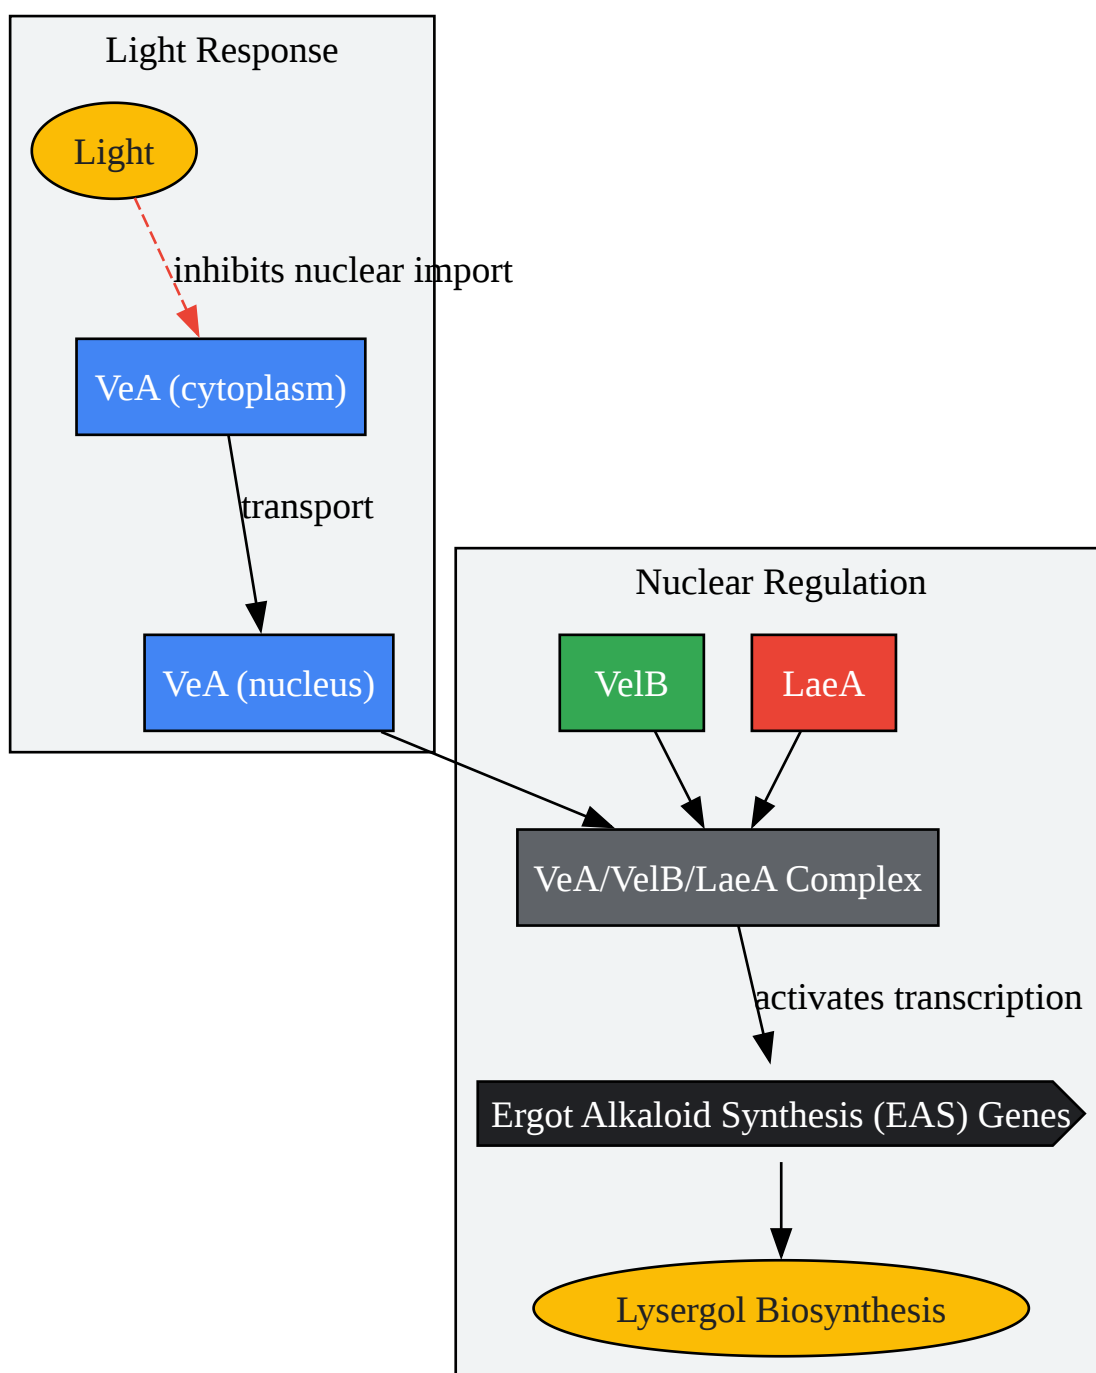 Light Response
Light
inhibits nuclear import
VeA (cytoplasm)
transport
VeA (nucleus)
Nuclear Regulation
VelB
LaeA
VeA/VelB/LaeA Complex
activates transcription
Ergot Alkaloid Synthesis (EAS) Genes
Lysergol Biosynthesis